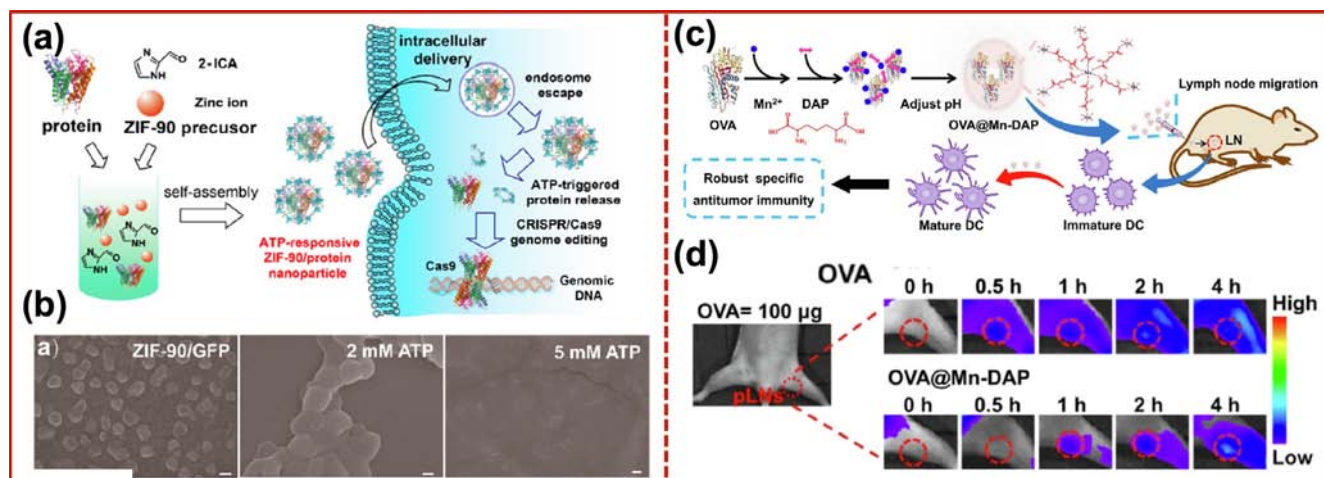 (a)
2-ICA
NH
Zinc ion
protein
ZIF-90 precusor
self-assembly
NH
NH
ATP-responsive
ZIF-90/protein
nanoparticle
intracellular
delivery
endosome
escape
ATP-triggered
protein release
CRISPR/Cas9
genome editing
Cas9
Genomic
DNA
(b)
a)
ZIF-90/GFP
2 mM ATP
5 mM ATP
(c)
OVA
Mn²⁺
DAP
Adjust pH
OVA@Mn-DAP
Lymph node migration
LN
Robust specific
antitumor immunity
Mature DC
Immature DC
(d)
OVA= 100 μg
pLNs
OVA
0 h
0.5 h
1 h
2 h
4 h
OVA@Mn-DAP
0 h
0.5 h
1 h
2 h
4 h
High
Low